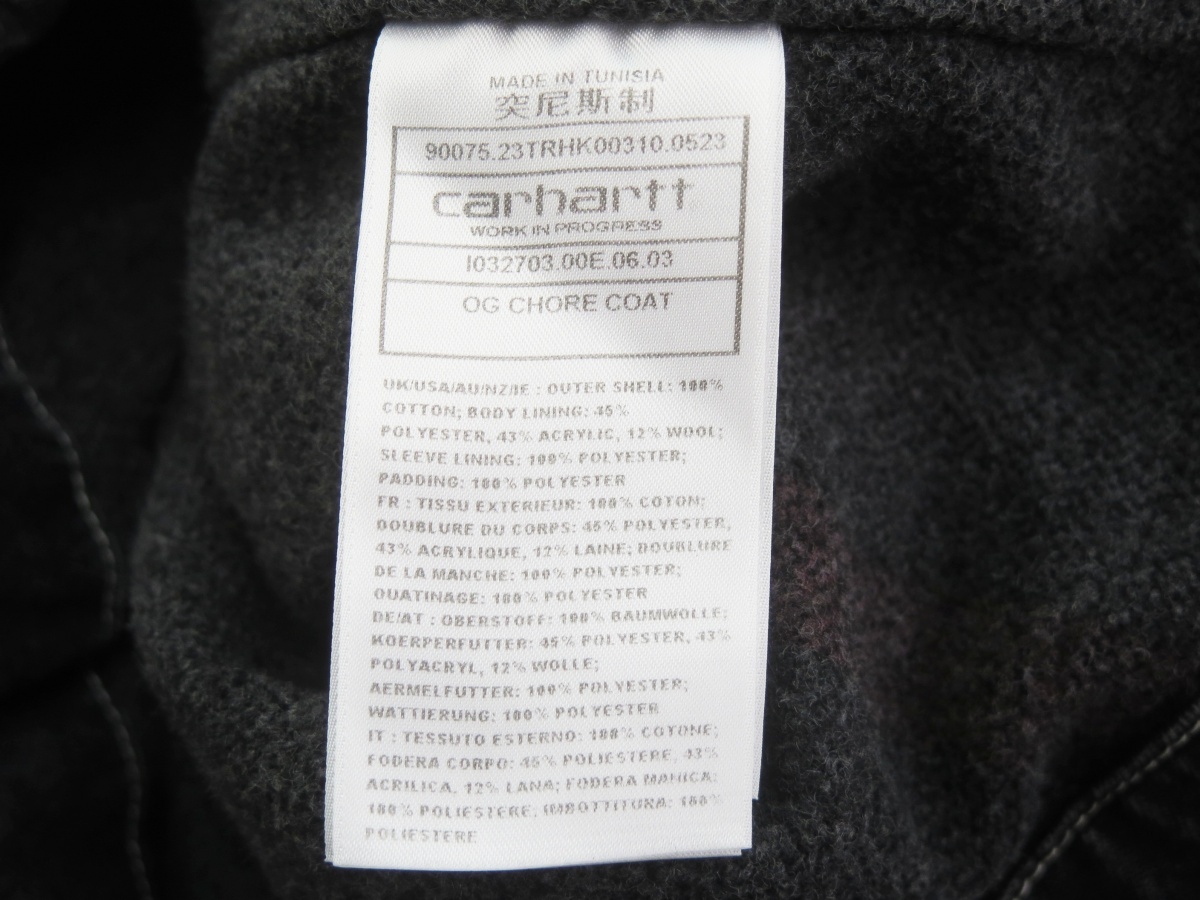 MADE IN TUNISIA
突尼斯制
90075.23TRHK00310.0523
carhartt
WORK IN PROGRESS
I032703.00E.06.03
OG CHORE COAT
UK/USA/AU/NZ/IE : OUTER SHELL: 100%
COTTON; BODY LINING: 45%
POLYESTER, 43% ACRYLIC, 12% WOOL;
SLEEVE LINING: 100% POLYESTER;
PADDING: 100% POLYESTER
FR : TISSU EXTERIEUR: 100% COTON;
DOUBLURE DU CORPS: 45% POLYESTER,
43% ACRYLIQUE, 12% LAINE; DOUBLURE
DE LA MANCHE: 100% POLYESTER;
OUATINAGE: 100% POLYESTER
DE/AT : OBERSTOFF: 100% BAUMWOLLE;
KOERPERFUTTER: 45% POLYESTER, 43%
POLYACRYL, 12% WOLLE;
AERMELFUTTER: 100% POLYESTER;
WATTIERUNG: 100% POLYESTER
IT : TESSUTO ESTERNO: 100% COTONE;
FODERA CORPO: 45% POLIESTERE, 43%
ACRILICA, 12% LANA; FODERA MANICA:
100% POLIESTERE, IMBOTTITURA: 100%
POLIESTERE